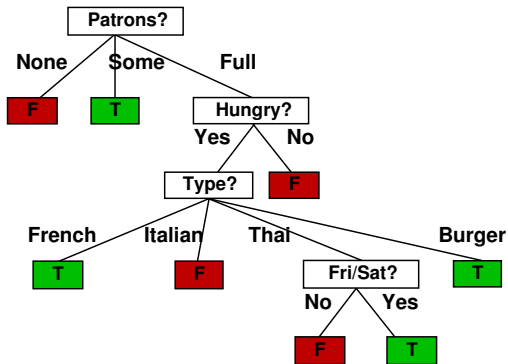 Patrons?
None Some Full
F T Hungry?
Yes No
Type? F
French Italian Thai Burger
T F Fri/Sat? T
No Yes
F T